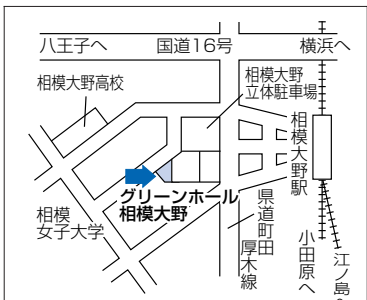 八王子へ
国道16号
横浜へ
相模大野高校
相模大野
立体駐車場
相模大野駅
グリーンホール
相模大野
相模
女子大学
県道町田
厚木線
小田原へ
江ノ島へ